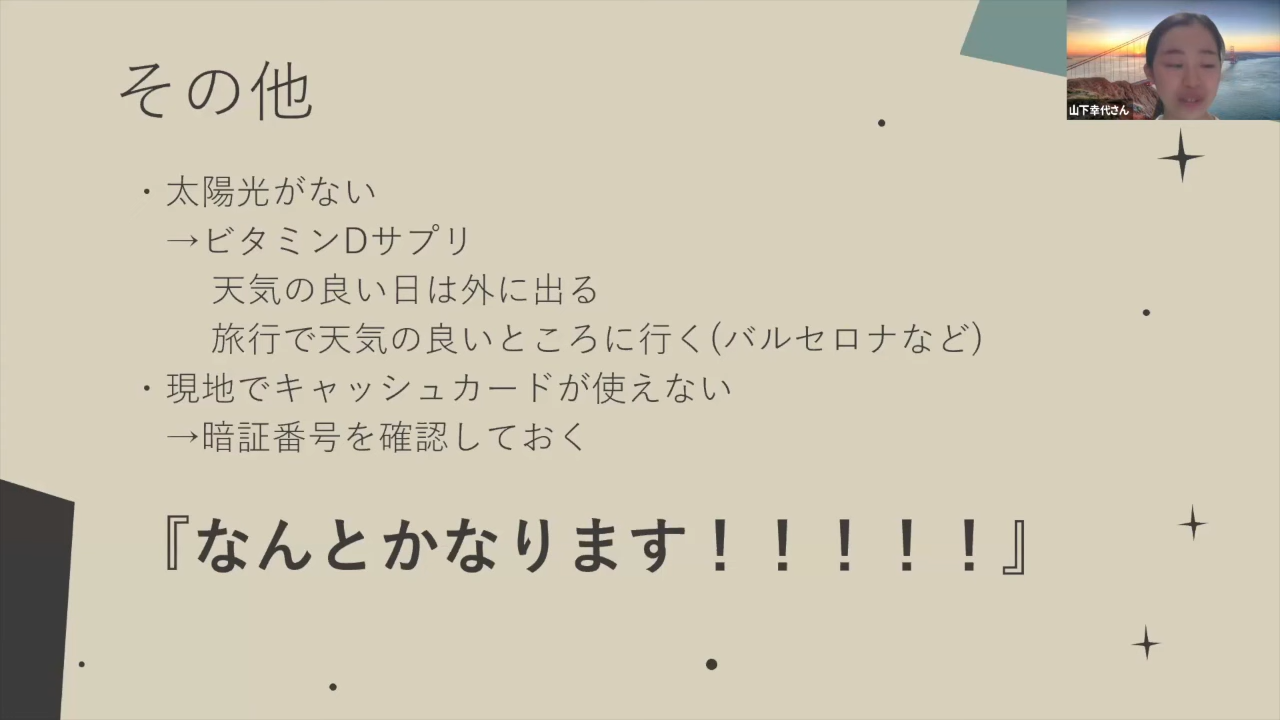 その他
・太陽光がない
→ビタミンDサプリ
天気の良い日は外に出る
旅行で天気の良いところに行く(バルセロナなど)
・現地でキャッシュカードが使えない
→暗証番号を確認しておく
『なんとかなります！！！！！』
山下幸代さん